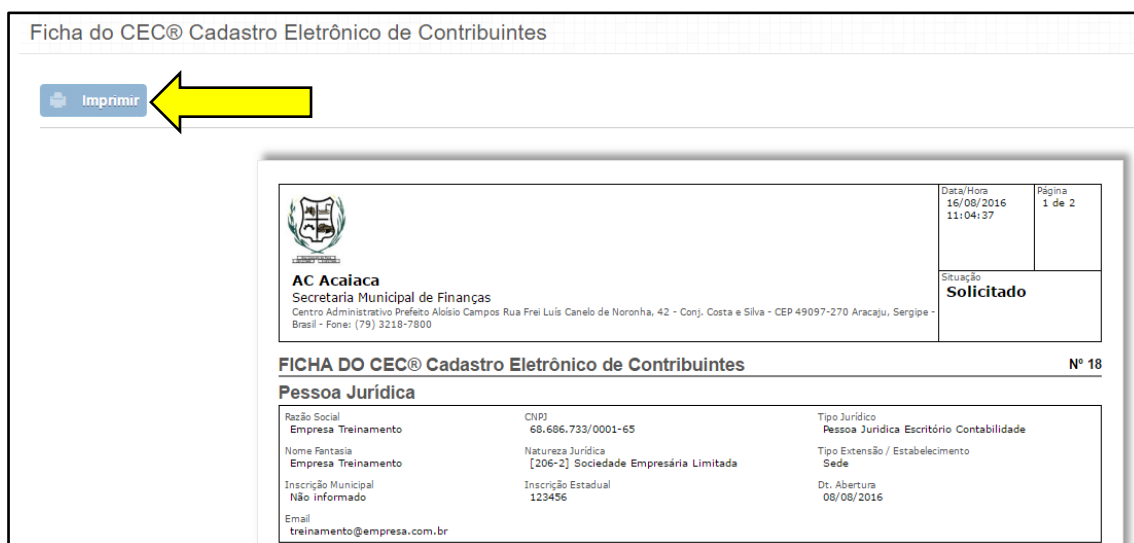 Ficha do CEC® Cadastro Eletrônico de Contribuintes
Imprimir
Data/Hora
16/08/2016
11:04:37
Página
1 de 2
AC Acaiaca
Secretaria Municipal de Finanças
Centro Administrativo Prefeito Aloísio Campos Rua Frei Luís Canelo de Noronha, 42 - Conj. Costa e Silva - CEP 49097-270 Aracaju, Sergipe -
Brasil - Fone: (79) 3218-7800
Situação
Solicitado
FICHA DO CEC® Cadastro Eletrônico de Contribuintes Nº 18
Pessoa Jurídica
Razão Social CNPJ Tipo Jurídico
Empresa Treinamento 68.686.733/0001-65 Pessoa Juridica Escritório Contabilidade
Nome Fantasia Natureza Jurídica Tipo Extensão / Estabelecimento
Empresa Treinamento [206-2] Sociedade Empresária Limitada Sede
Inscrição Municipal Inscrição Estadual Dt. Abertura
Não informado 123456 08/08/2016
Email
treinamento@empresa.com.br